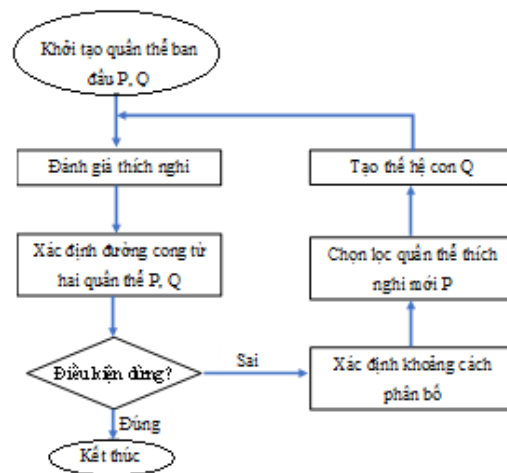 Khởi tạo quần thể ban
đầu P, Q
Đánh giá thích nghi
Xác định đường cong từ
hai quần thể P, Q
Điều kiện dừng?
Đúng
Kết thúc
Sai
Xác định khoảng cách
phân bố
Chọn lọc quần thể thích
nghi mới P
Tạo thế hệ con Q